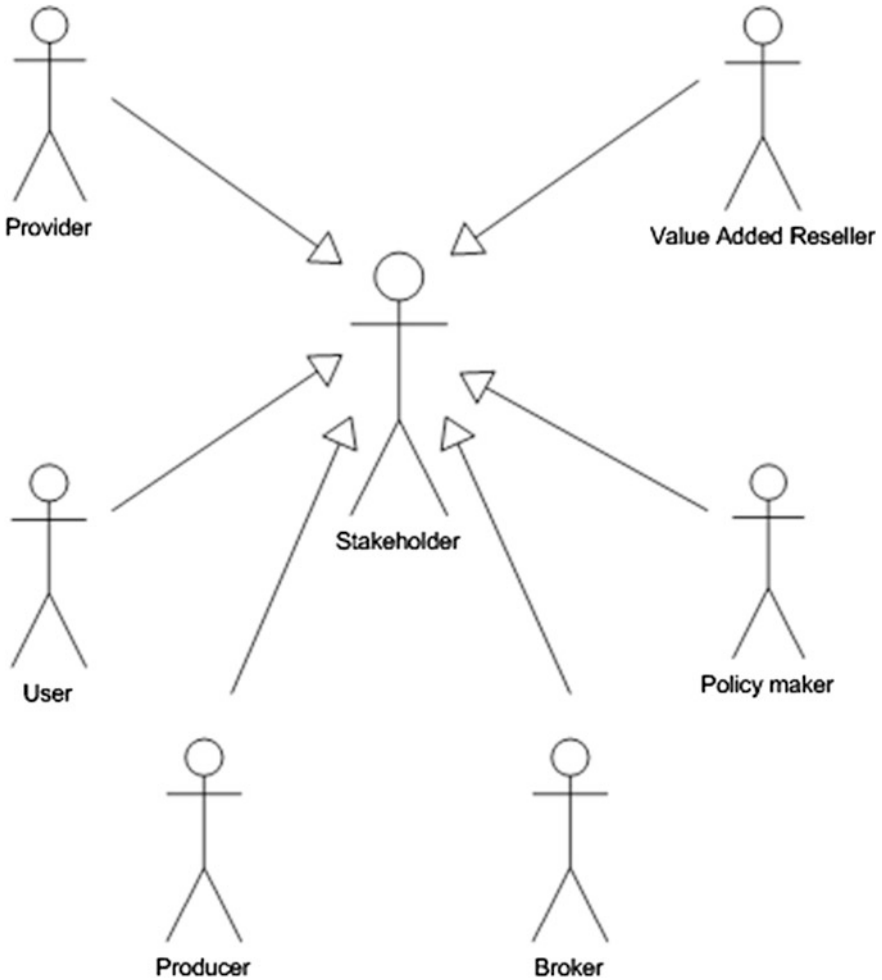 Provider
Value Added Reseller
Stakeholder
User
Policy maker
Producer
Broker